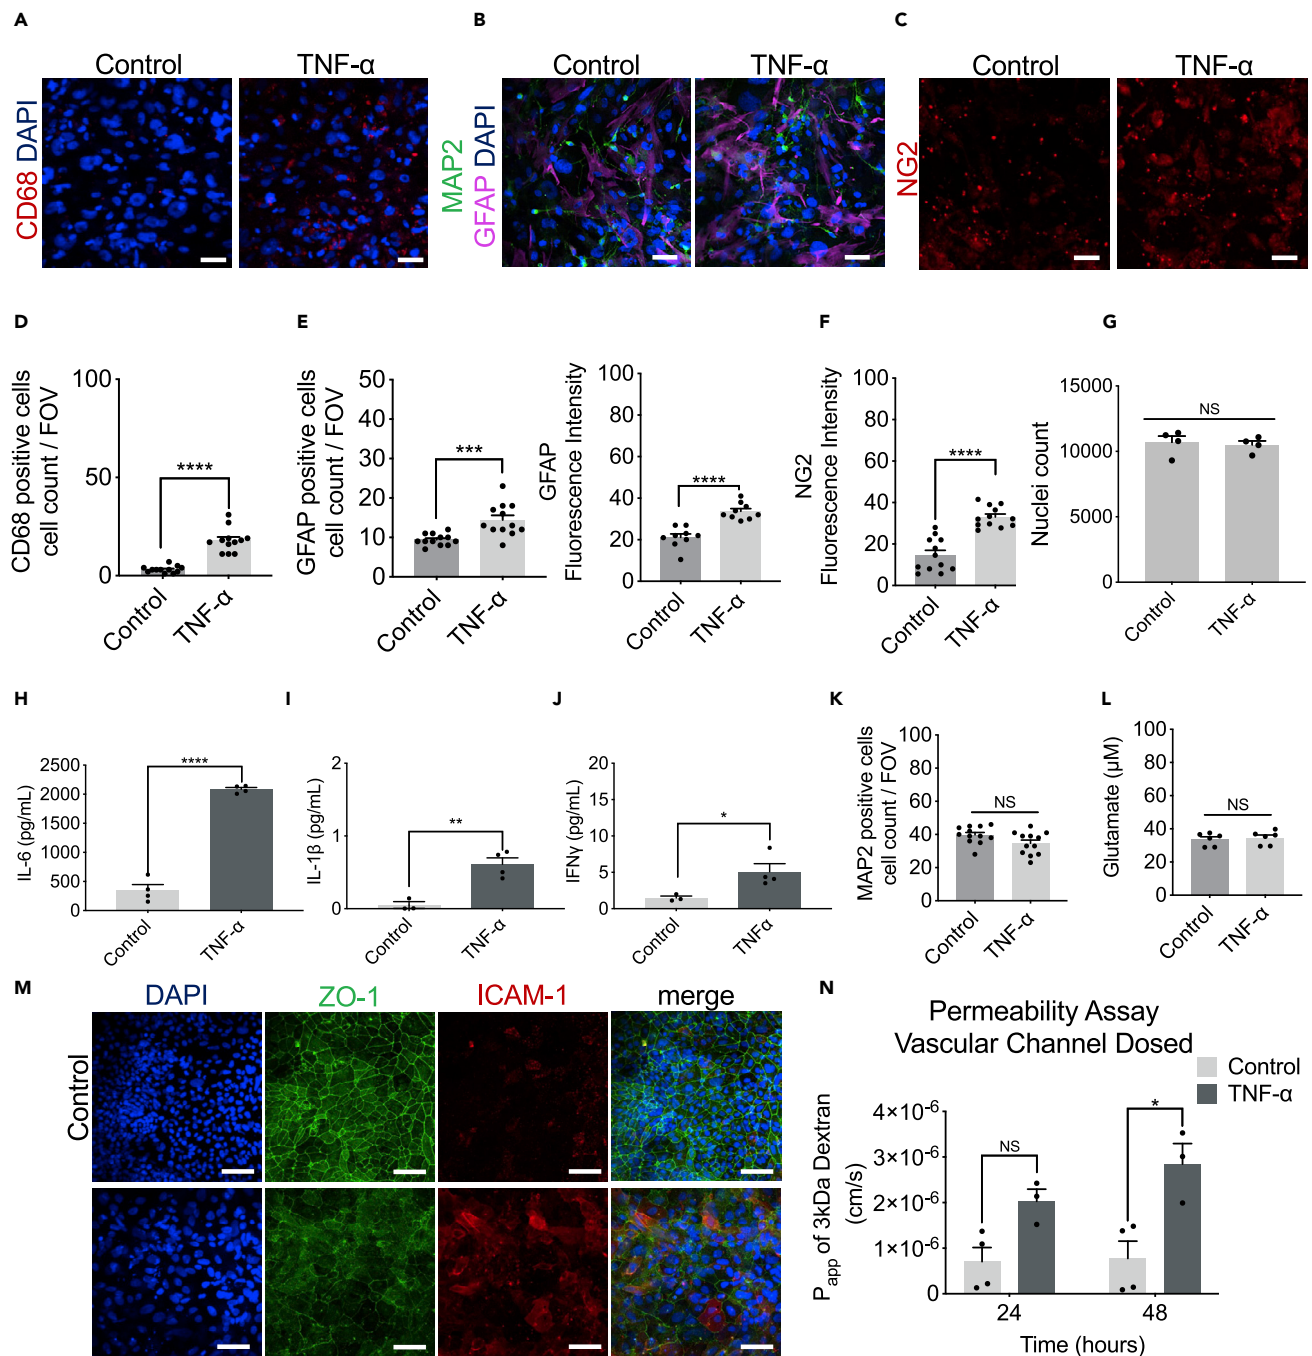 A
B
C
Control
TNF-α
Control
TNF-α
Control
TNF-α
CD68 DAPI
MAP2
GFAP DAPI
NG2
D
E
F
G
CD68 positive cells
cell count / FOV
100
50
0
****
Control
TNF-α
GFAP positive cells
cell count / FOV
50
40
30
20
10
0
***
Control
TNF-α
GFAP
Fluorescence Intensity
100
80
60
40
20
0
****
Control
TNF-α
NG2
Fluorescence Intensity
100
80
60
40
20
0
****
Control
TNF-α
Nuclei count
15000
10000
5000
0
NS
Control
TNF-α
H
I
J
K
L
IL-6 (pg/mL)
2500
2000
1500
1000
500
0
****
Control
TNF-α
IL-1β (pg/mL)
2
1
0
**
Control
TNF-α
IFNγ (pg/mL)
20
15
10
5
0
*
Control
TNFα
MAP2 positive cells
cell count / FOV
100
80
60
40
20
0
NS
Control
TNF-α
Glutamate (µM)
100
80
60
40
20
0
NS
Control
TNF-α
M
DAPI
ZO-1
ICAM-1
merge
Control
N
Permeability Assay
Vascular Channel Dosed
Control
TNF-α
P_app of 3kDa Dextran
(cm/s)
4×10⁻⁶
3×10⁻⁶
2×10⁻⁶
1×10⁻⁶
0
NS
*
24
48
Time (hours)